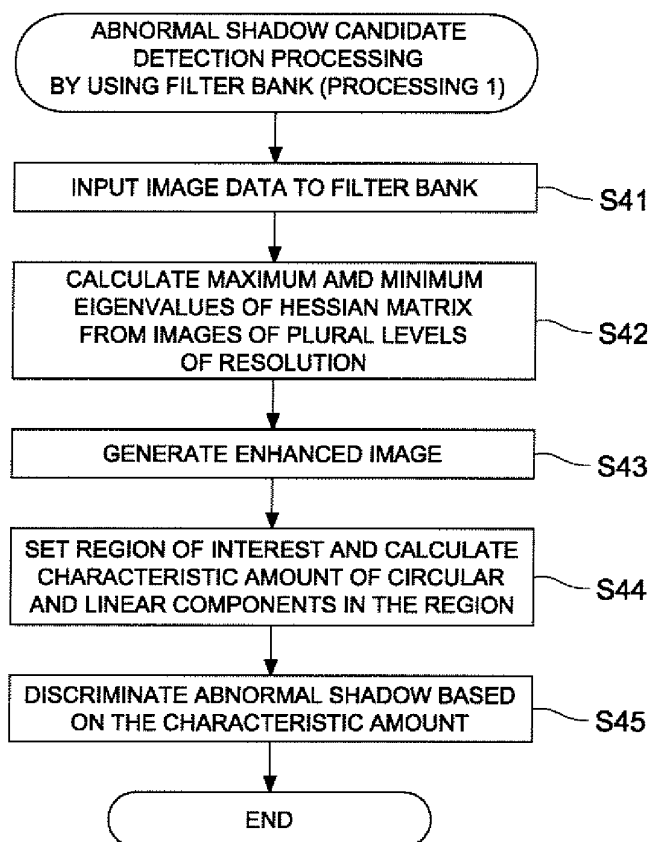 ABNORMAL SHADOW CANDIDATE
DETECTION PROCESSING
BY USING FILTER BANK (PROCESSING 1)
INPUT IMAGE DATA TO FILTER BANK
S41
CALCULATE MAXIMUM AMD MINIMUM
EIGENVALUES OF HESSIAN MATRIX
FROM IMAGES OF PLURAL LEVELS
OF RESOLUTION
S42
GENERATE ENHANCED IMAGE
S43
SET REGION OF INTEREST AND CALCULATE
CHARACTERISTIC AMOUNT OF CIRCULAR
AND LINEAR COMPONENTS IN THE REGION
S44
DISCRIMINATE ABNORMAL SHADOW BASED
ON THE CHARACTERISTIC AMOUNT
S45
END